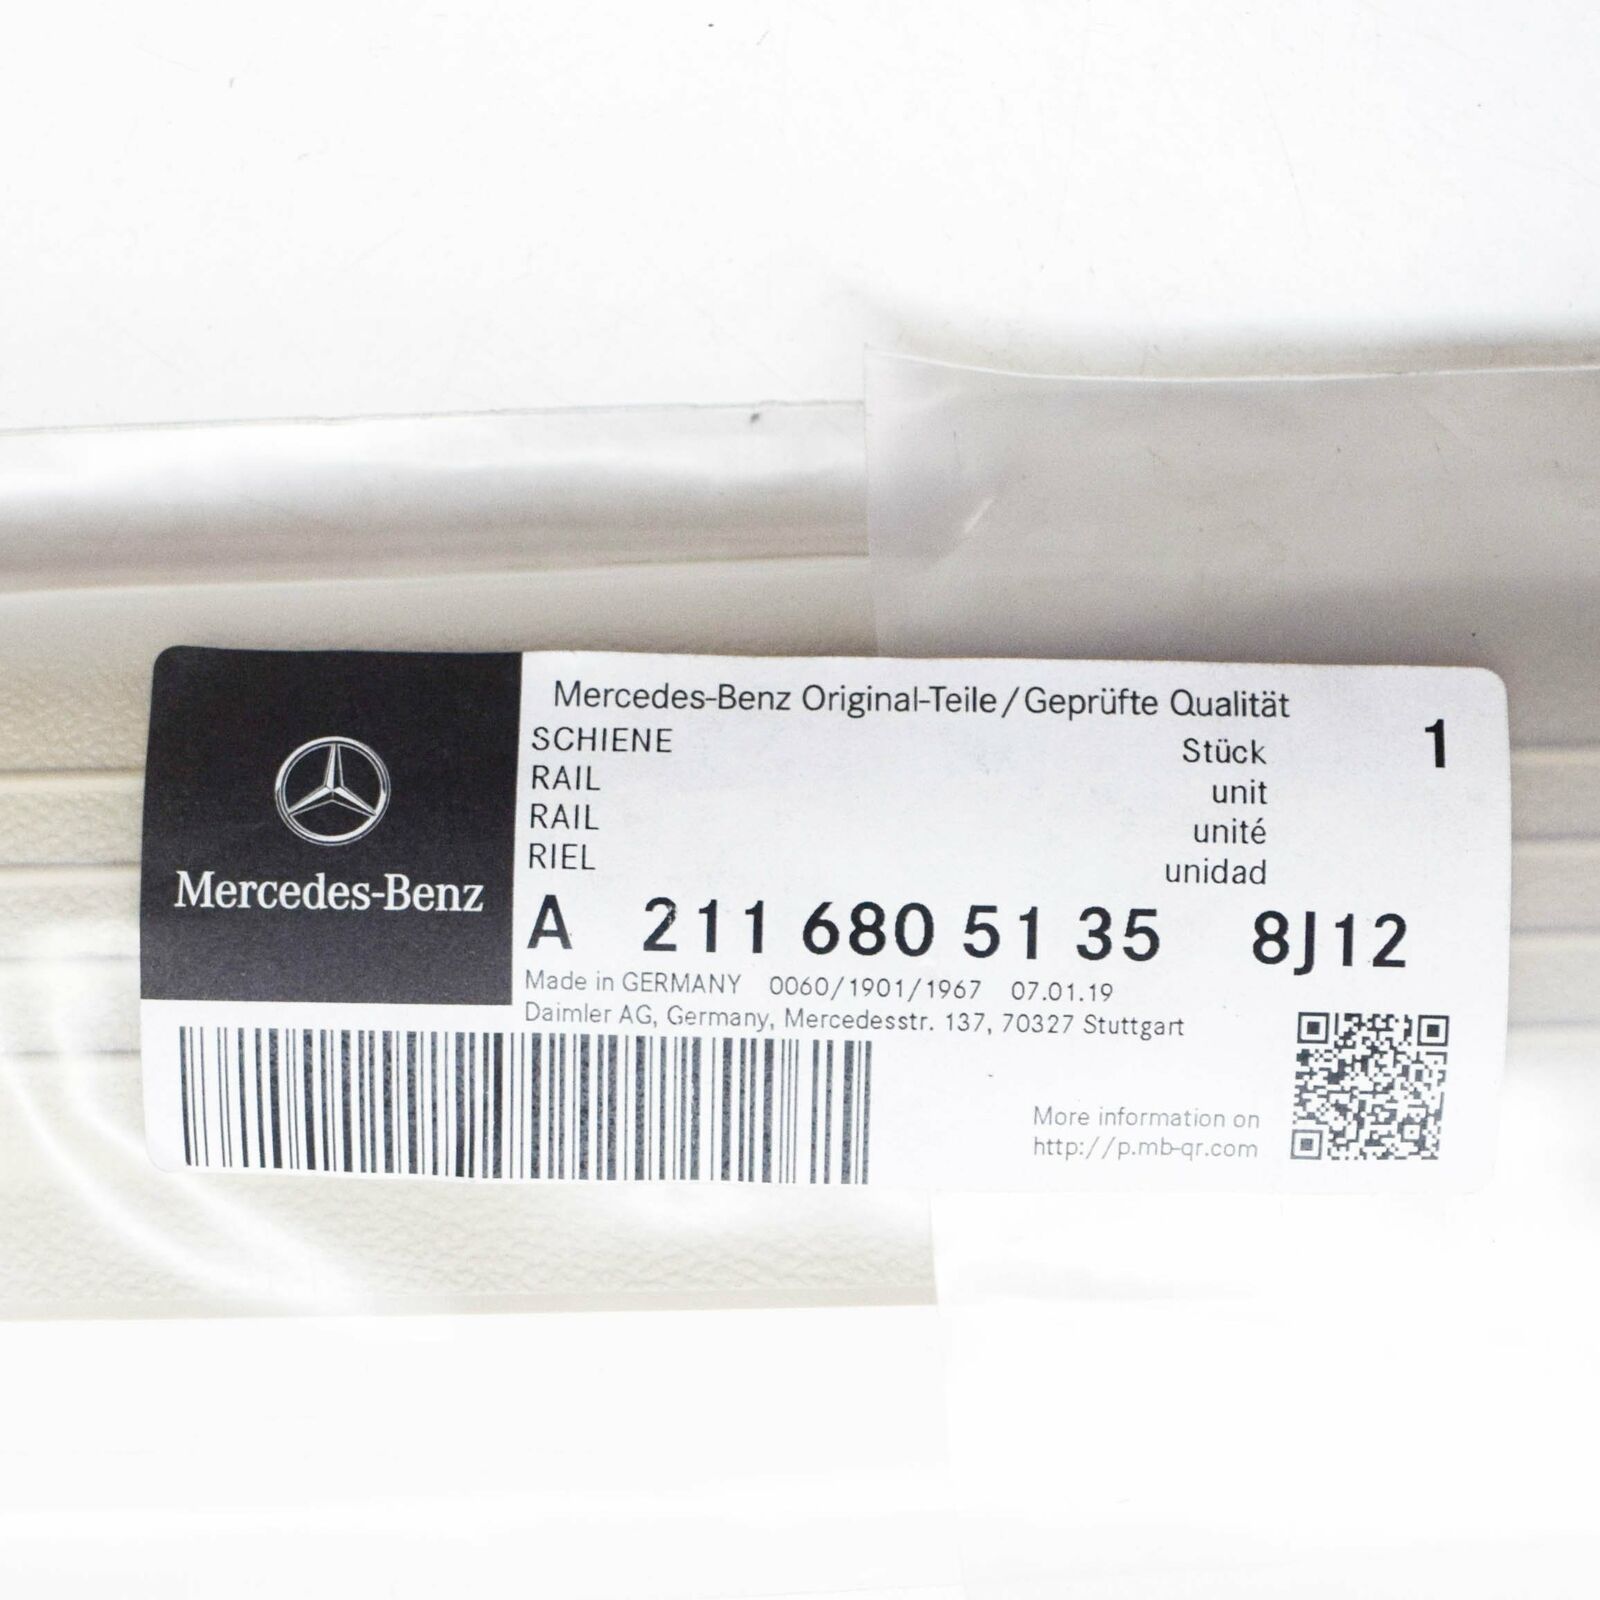 Mercedes-Benz
Mercedes-Benz Original-Teile/Geprüfte Qualität
SCHIENE Stück 1
RAIL unit
RAIL unité
RIEL unidad
A 211 680 51 35 8J12
Made in GERMANY 0060/1901/1967 07.01.19
Daimler AG, Germany, Mercedesstr. 137, 70327 Stuttgart
More information on
http://p.mb-qr.com